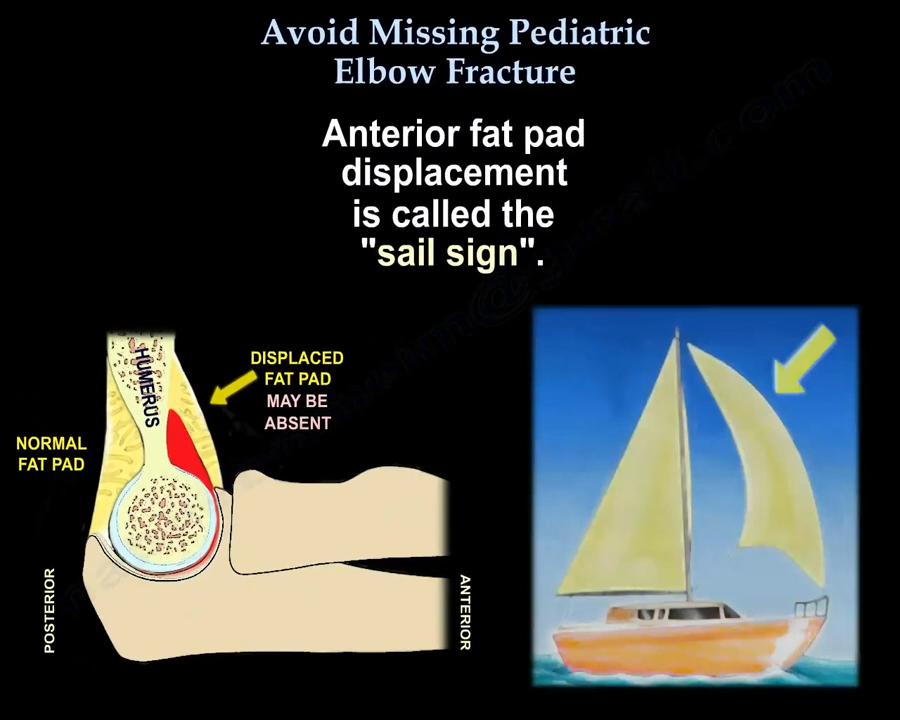 Avoid Missing Pediatric
Elbow Fracture
Anterior fat pad
displacement
is called the
"sail sign".
HUMERUS
DISPLACED
FAT PAD
MAY BE
ABSENT
NORMAL
FAT PAD
POSTERIOR
ANTERIOR